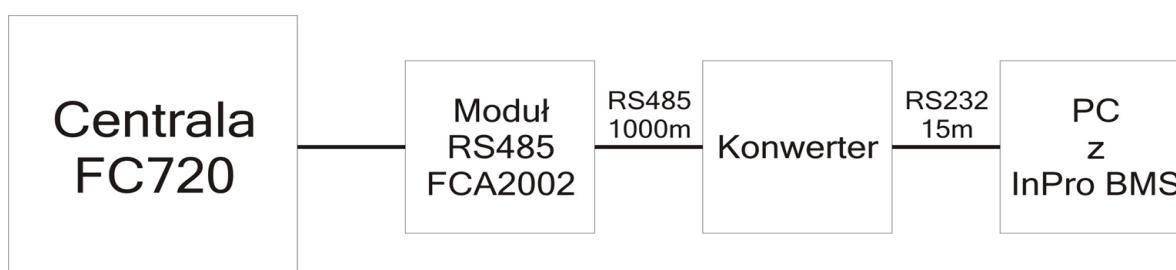 Centrala
FC720
Moduł
RS485
FCA2002
RS485
1000m
Konwerter
RS232
15m
PC
z
InPro BMS